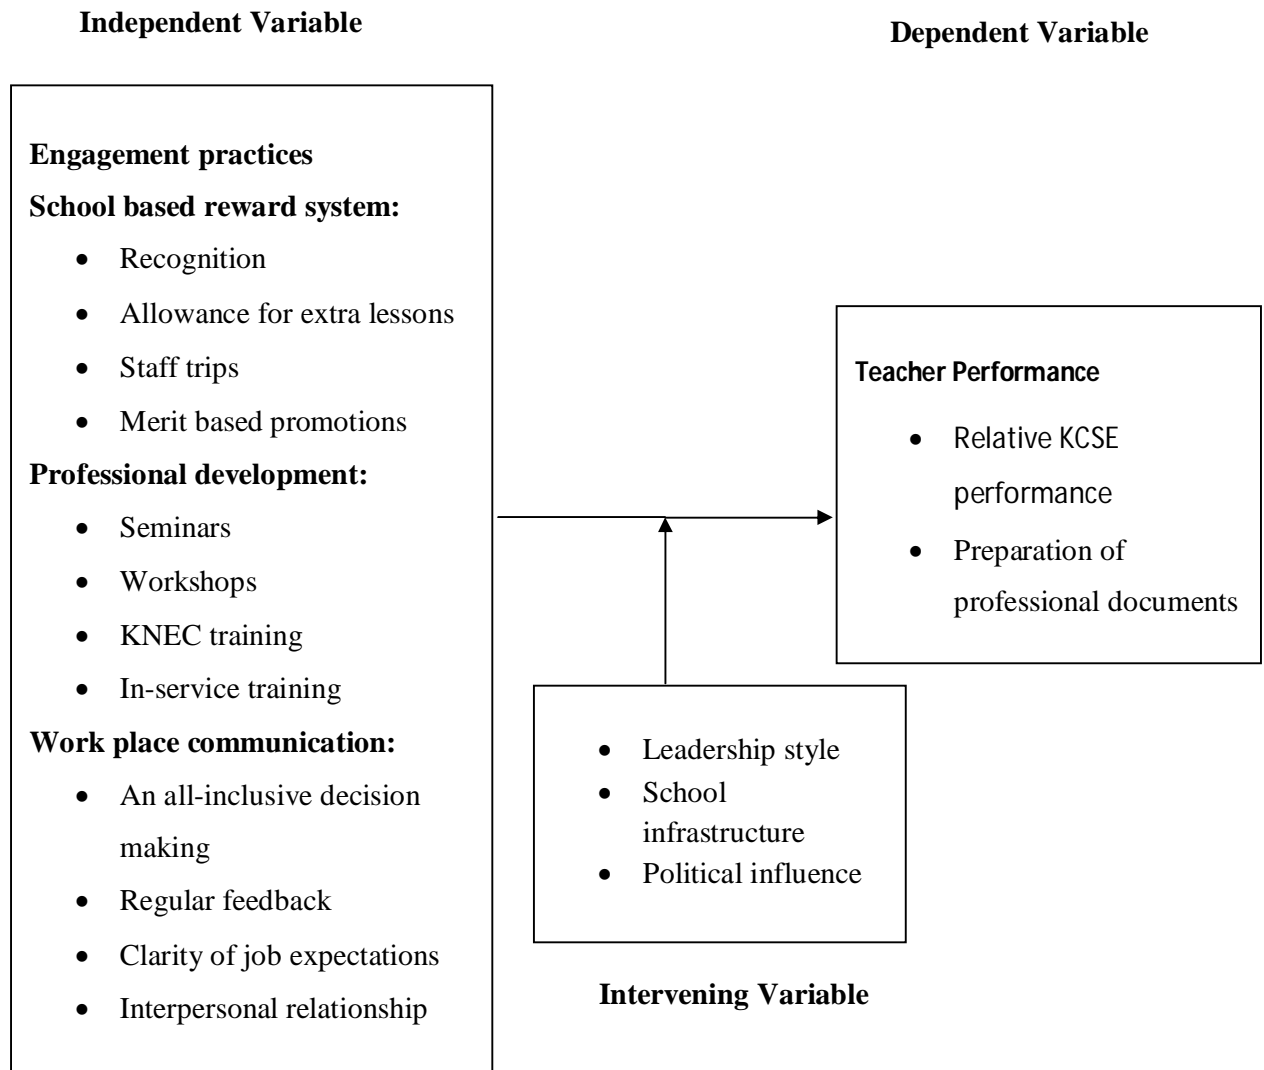 Independent Variable
Dependent Variable
Engagement practices
School based reward system:
• Recognition
• Allowance for extra lessons
• Staff trips
• Merit based promotions
Professional development:
• Seminars
• Workshops
• KNEC training
• In-service training
Work place communication:
• An all-inclusive decision
making
• Regular feedback
• Clarity of job expectations
• Interpersonal relationship
Teacher Performance
• Relative KCSE
performance
• Preparation of
professional documents
• Leadership style
• School
infrastructure
• Political influence
Intervening Variable